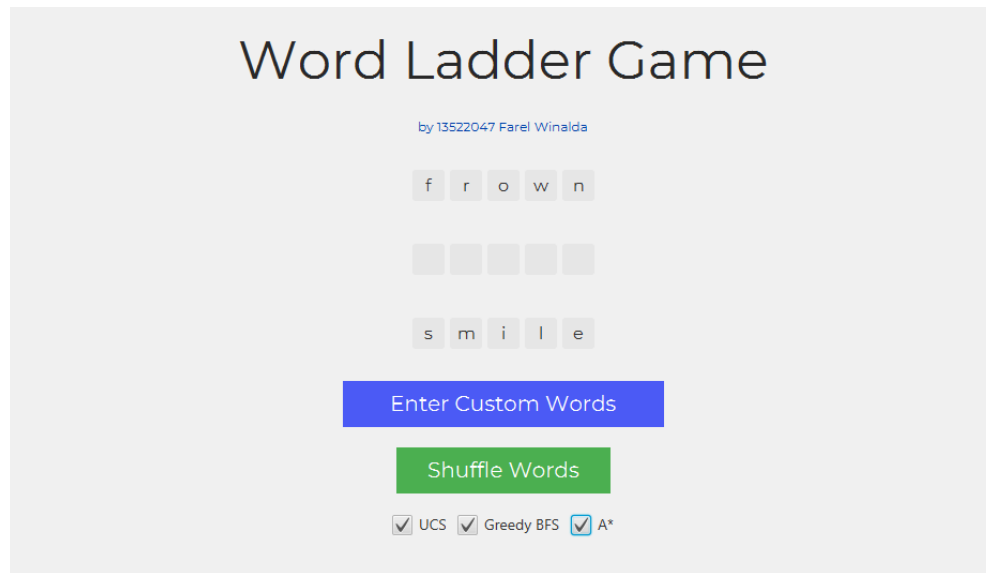 Word Ladder Game
by 13522047 Farel Winalda
f r o w n
s m i l e
Enter Custom Words
Shuffle Words
UCS Greedy BFS A*